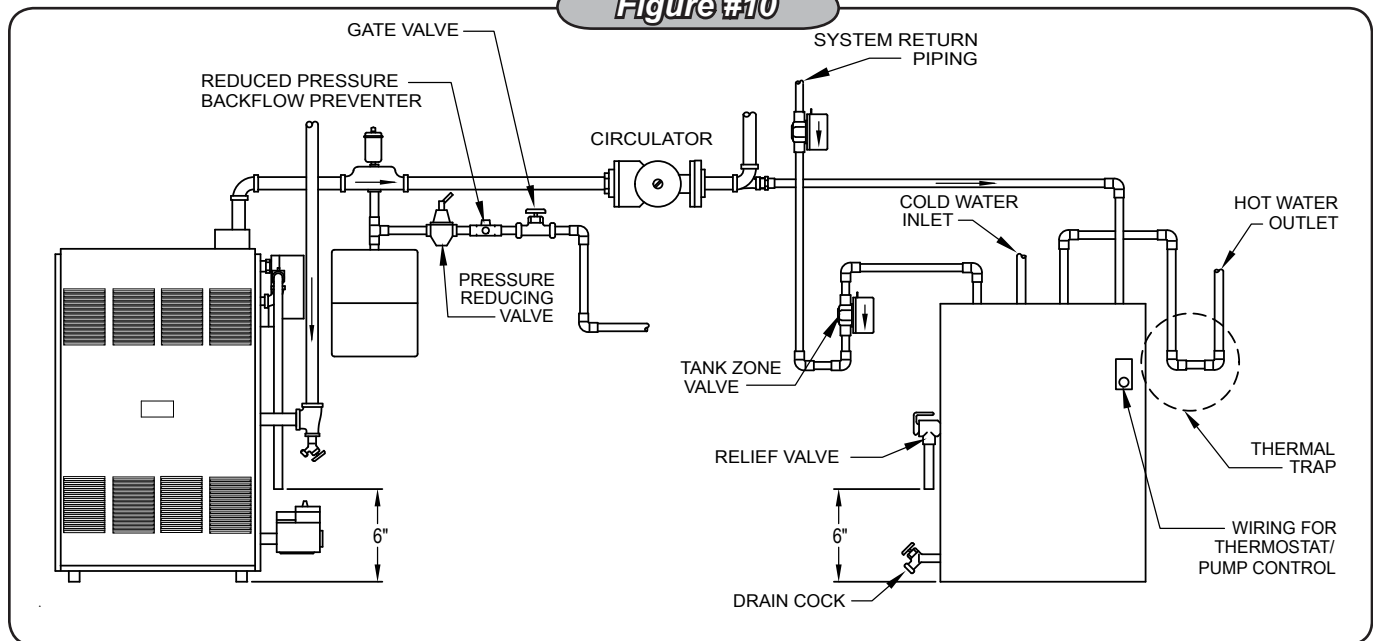 Figure #10
GATE VALVE
SYSTEM RETURN
PIPING
REDUCED PRESSURE
BACKFLOW PREVENTER
CIRCULATOR
COLD WATER
INLET
HOT WATER
OUTLET
PRESSURE
REDUCING
VALVE
TANK ZONE
VALVE
RELIEF VALVE
THERMAL
TRAP
6"
6"
WIRING FOR
THERMOSTAT/
PUMP CONTROL
DRAIN COCK